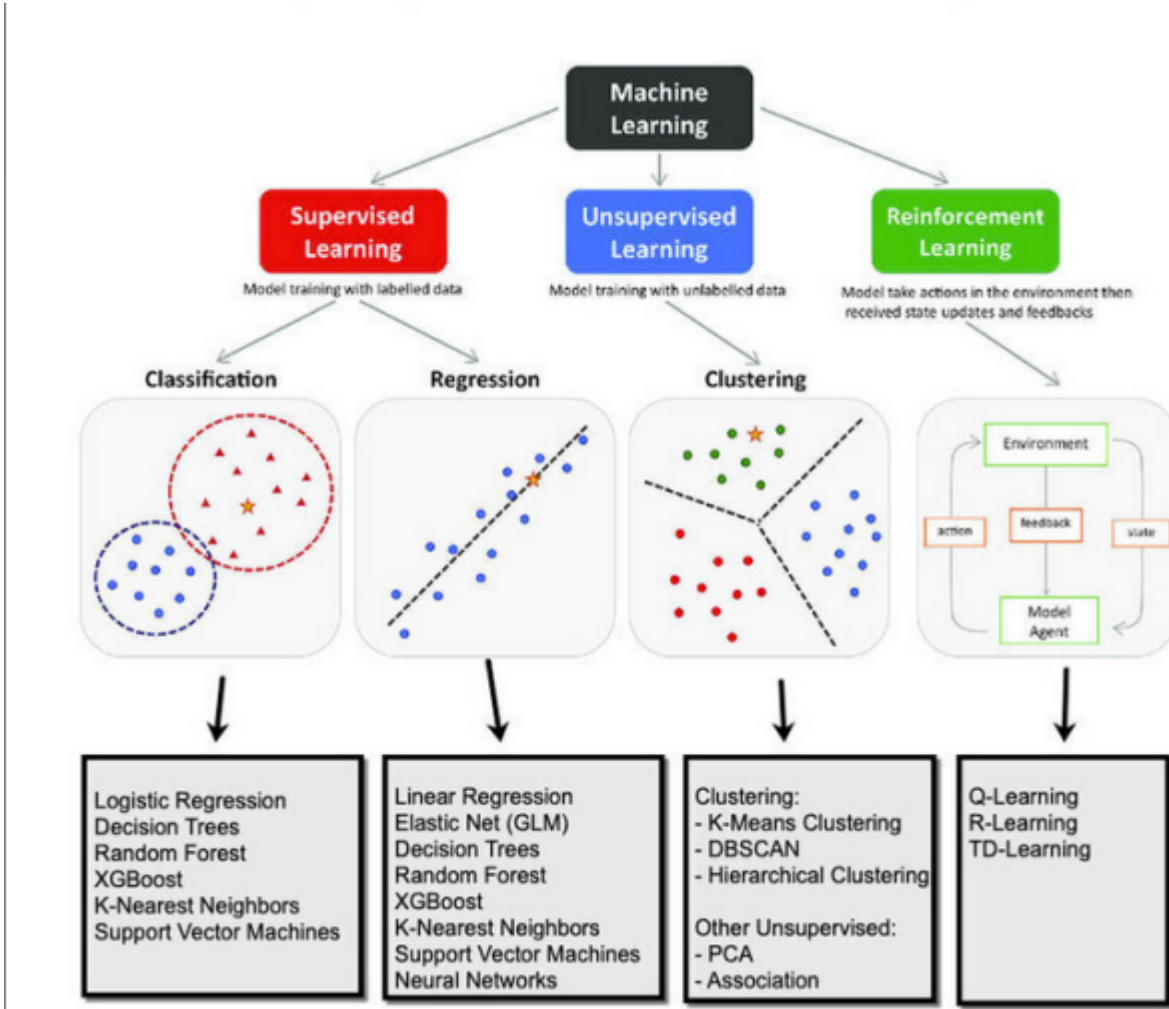 Machine
Learning
Supervised
Learning
Unsupervised
Learning
Reinforcement
Learning
Model training with labelled data
Model training with unlabelled data
Model take actions in the environment then
received state updates and feedbacks
Classification
Regression
Clustering
Environment
action
feedback
state
Model
Agent
Logistic Regression
Decision Trees
Random Forest
XGBoost
K-Nearest Neighbors
Support Vector Machines
Linear Regression
Elastic Net (GLM)
Decision Trees
Random Forest
XGBoost
K-Nearest Neighbors
Support Vector Machines
Neural Networks
Clustering:
- K-Means Clustering
- DBSCAN
- Hierarchical Clustering
Other Unsupervised:
- PCA
- Association
Q-Learning
R-Learning
TD-Learning